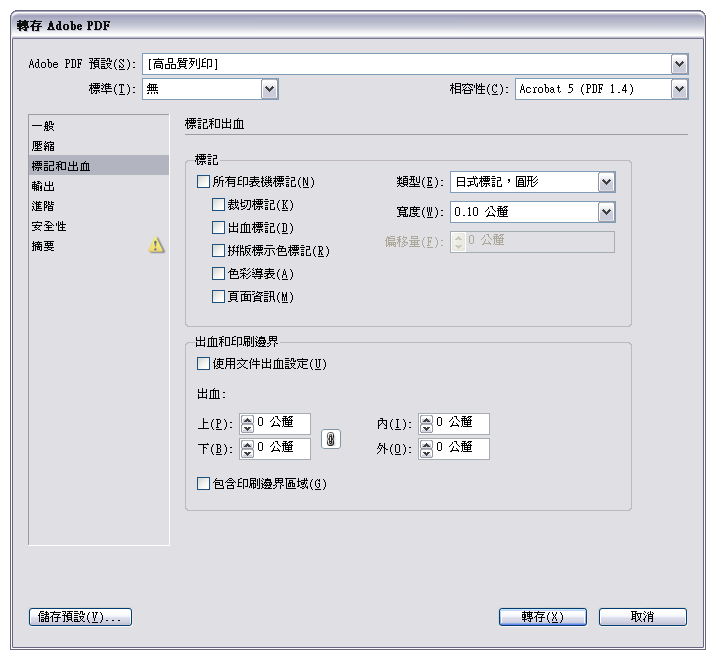 轉存 Adobe PDF
Adobe PDF 預設(S): [高品質列印]
標準(T): 無 相容性(C): Acrobat 5 (PDF 1.4)
一般
壓縮
標記和出血
輸出
進階
安全性
摘要
標記和出血
標記
所有印表機標記(N)
裁切標記(K)
出血標記(D)
拼版標示色標記(R)
色彩導表(A)
頁面資訊(M)
類型(E): 日式標記，圓形
寬度(W): 0.10 公釐
偏移量(F): 0 公釐
出血和印刷邊界
使用文件出血設定(U)
出血:
上(P): 0 公釐 內(I): 0 公釐
下(B): 0 公釐 外(O): 0 公釐
包含印刷邊界區域(G)
儲存預設(V)... 轉存(X) 取消